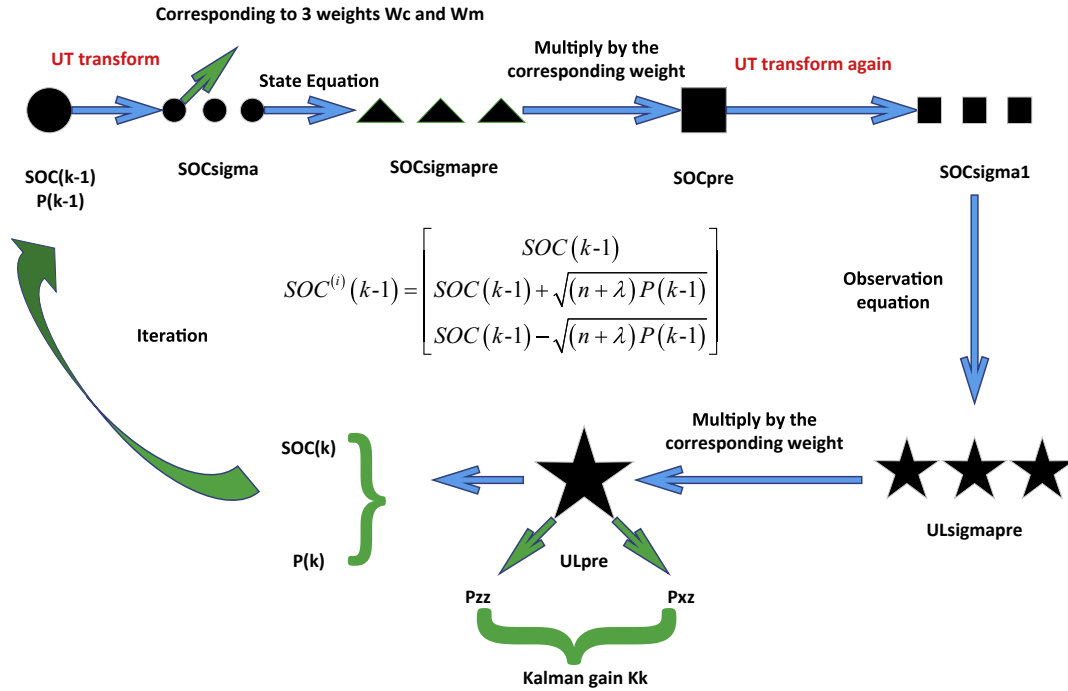 Corresponding to 3 weights Wc and Wm
UT transform
State Equation
Multiply by the
corresponding weight
UT transform again
SOC(k-1)
P(k-1)
SOCsigma
SOCsigmapre
SOCpre
SOCsigma1
SOC^{(i)}(k-1) = [ SOC(k-1)
SOC(k-1) + √((n+λ)P(k-1))
SOC(k-1) − √((n+λ)P(k-1)) ]
Observation
equation
Iteration
Multiply by the
corresponding weight
SOC(k)
P(k)
ULpre
ULsigmapre
Pzz
Pxz
Kalman gain Kk